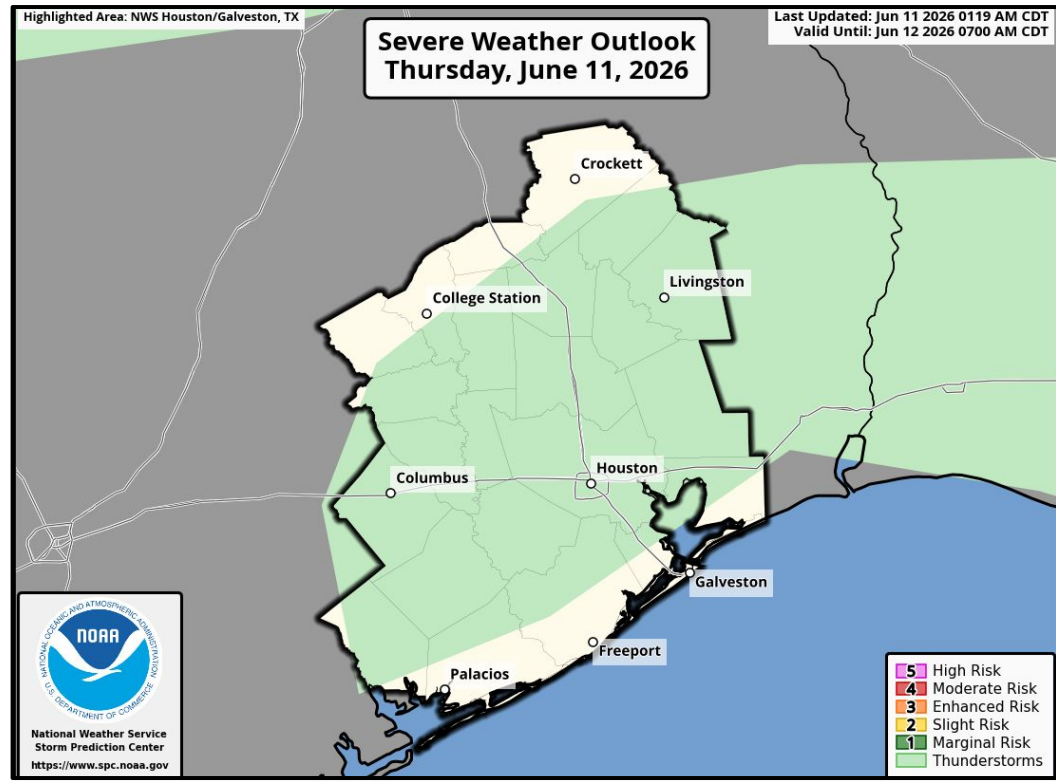 Highlighted Area: NWS Houston/Galveston, TX
Last Updated: Jun 11 2026 0119 AM CDT
Valid Until: Jun 12 2026 0700 AM CDT
Severe Weather Outlook
Thursday, June 11, 2026
Crockett
Livingston
College Station
Houston
Columbus
Galveston
Freeport
Palacios
NATIONAL OCEANIC AND ATMOSPHERIC ADMINISTRATION
NOAA
U.S. DEPARTMENT OF COMMERCE
National Weather Service
Storm Prediction Center
https://www.spc.noaa.gov
5 High Risk
4 Moderate Risk
3 Enhanced Risk
2 Slight Risk
1 Marginal Risk
Thunderstorms